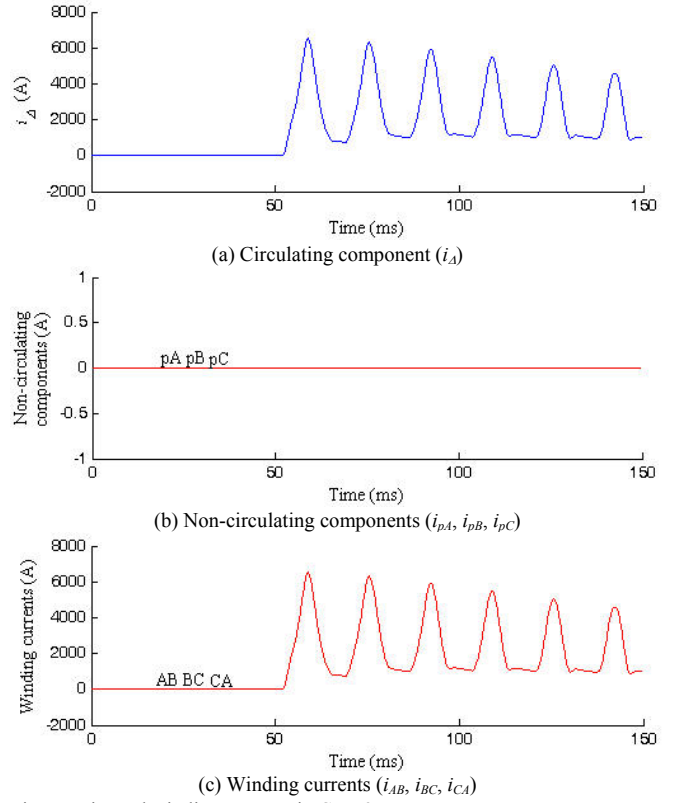 8000
6000
4000
2000
0
-2000
i_Δ (A)
0 50 100 150
Time (ms)
(a) Circulating component (i_Δ)
1
0.5
0
-0.5
-1
Non-circulating
components (A)
pA pB pC
0 50 100 150
Time (ms)
(b) Non-circulating components (i_pA, i_pB, i_pC)
8000
6000
4000
2000
0
-2000
Winding currents (A)
AB BC CA
0 50 100 150
Time (ms)
(c) Winding currents (i_AB, i_BC, i_CA)